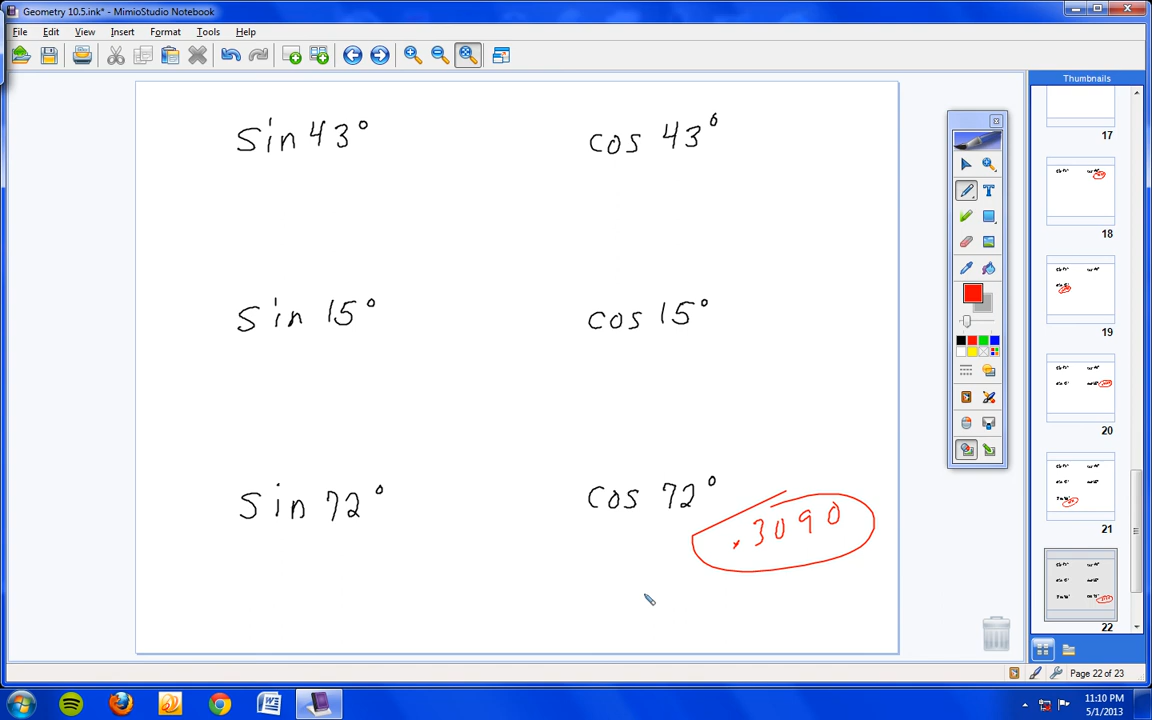 Geometry 10.5.ink* - MimioStudio Notebook
File Edit View Insert Format Tools Help
Thumbnails
sin 43° cos 43°
sin 15° cos 15°
sin 72° cos 72°
.3090
T
17
18
19
20
21
22
Page 22 of 23
W
11:10 PM
5/1/2013